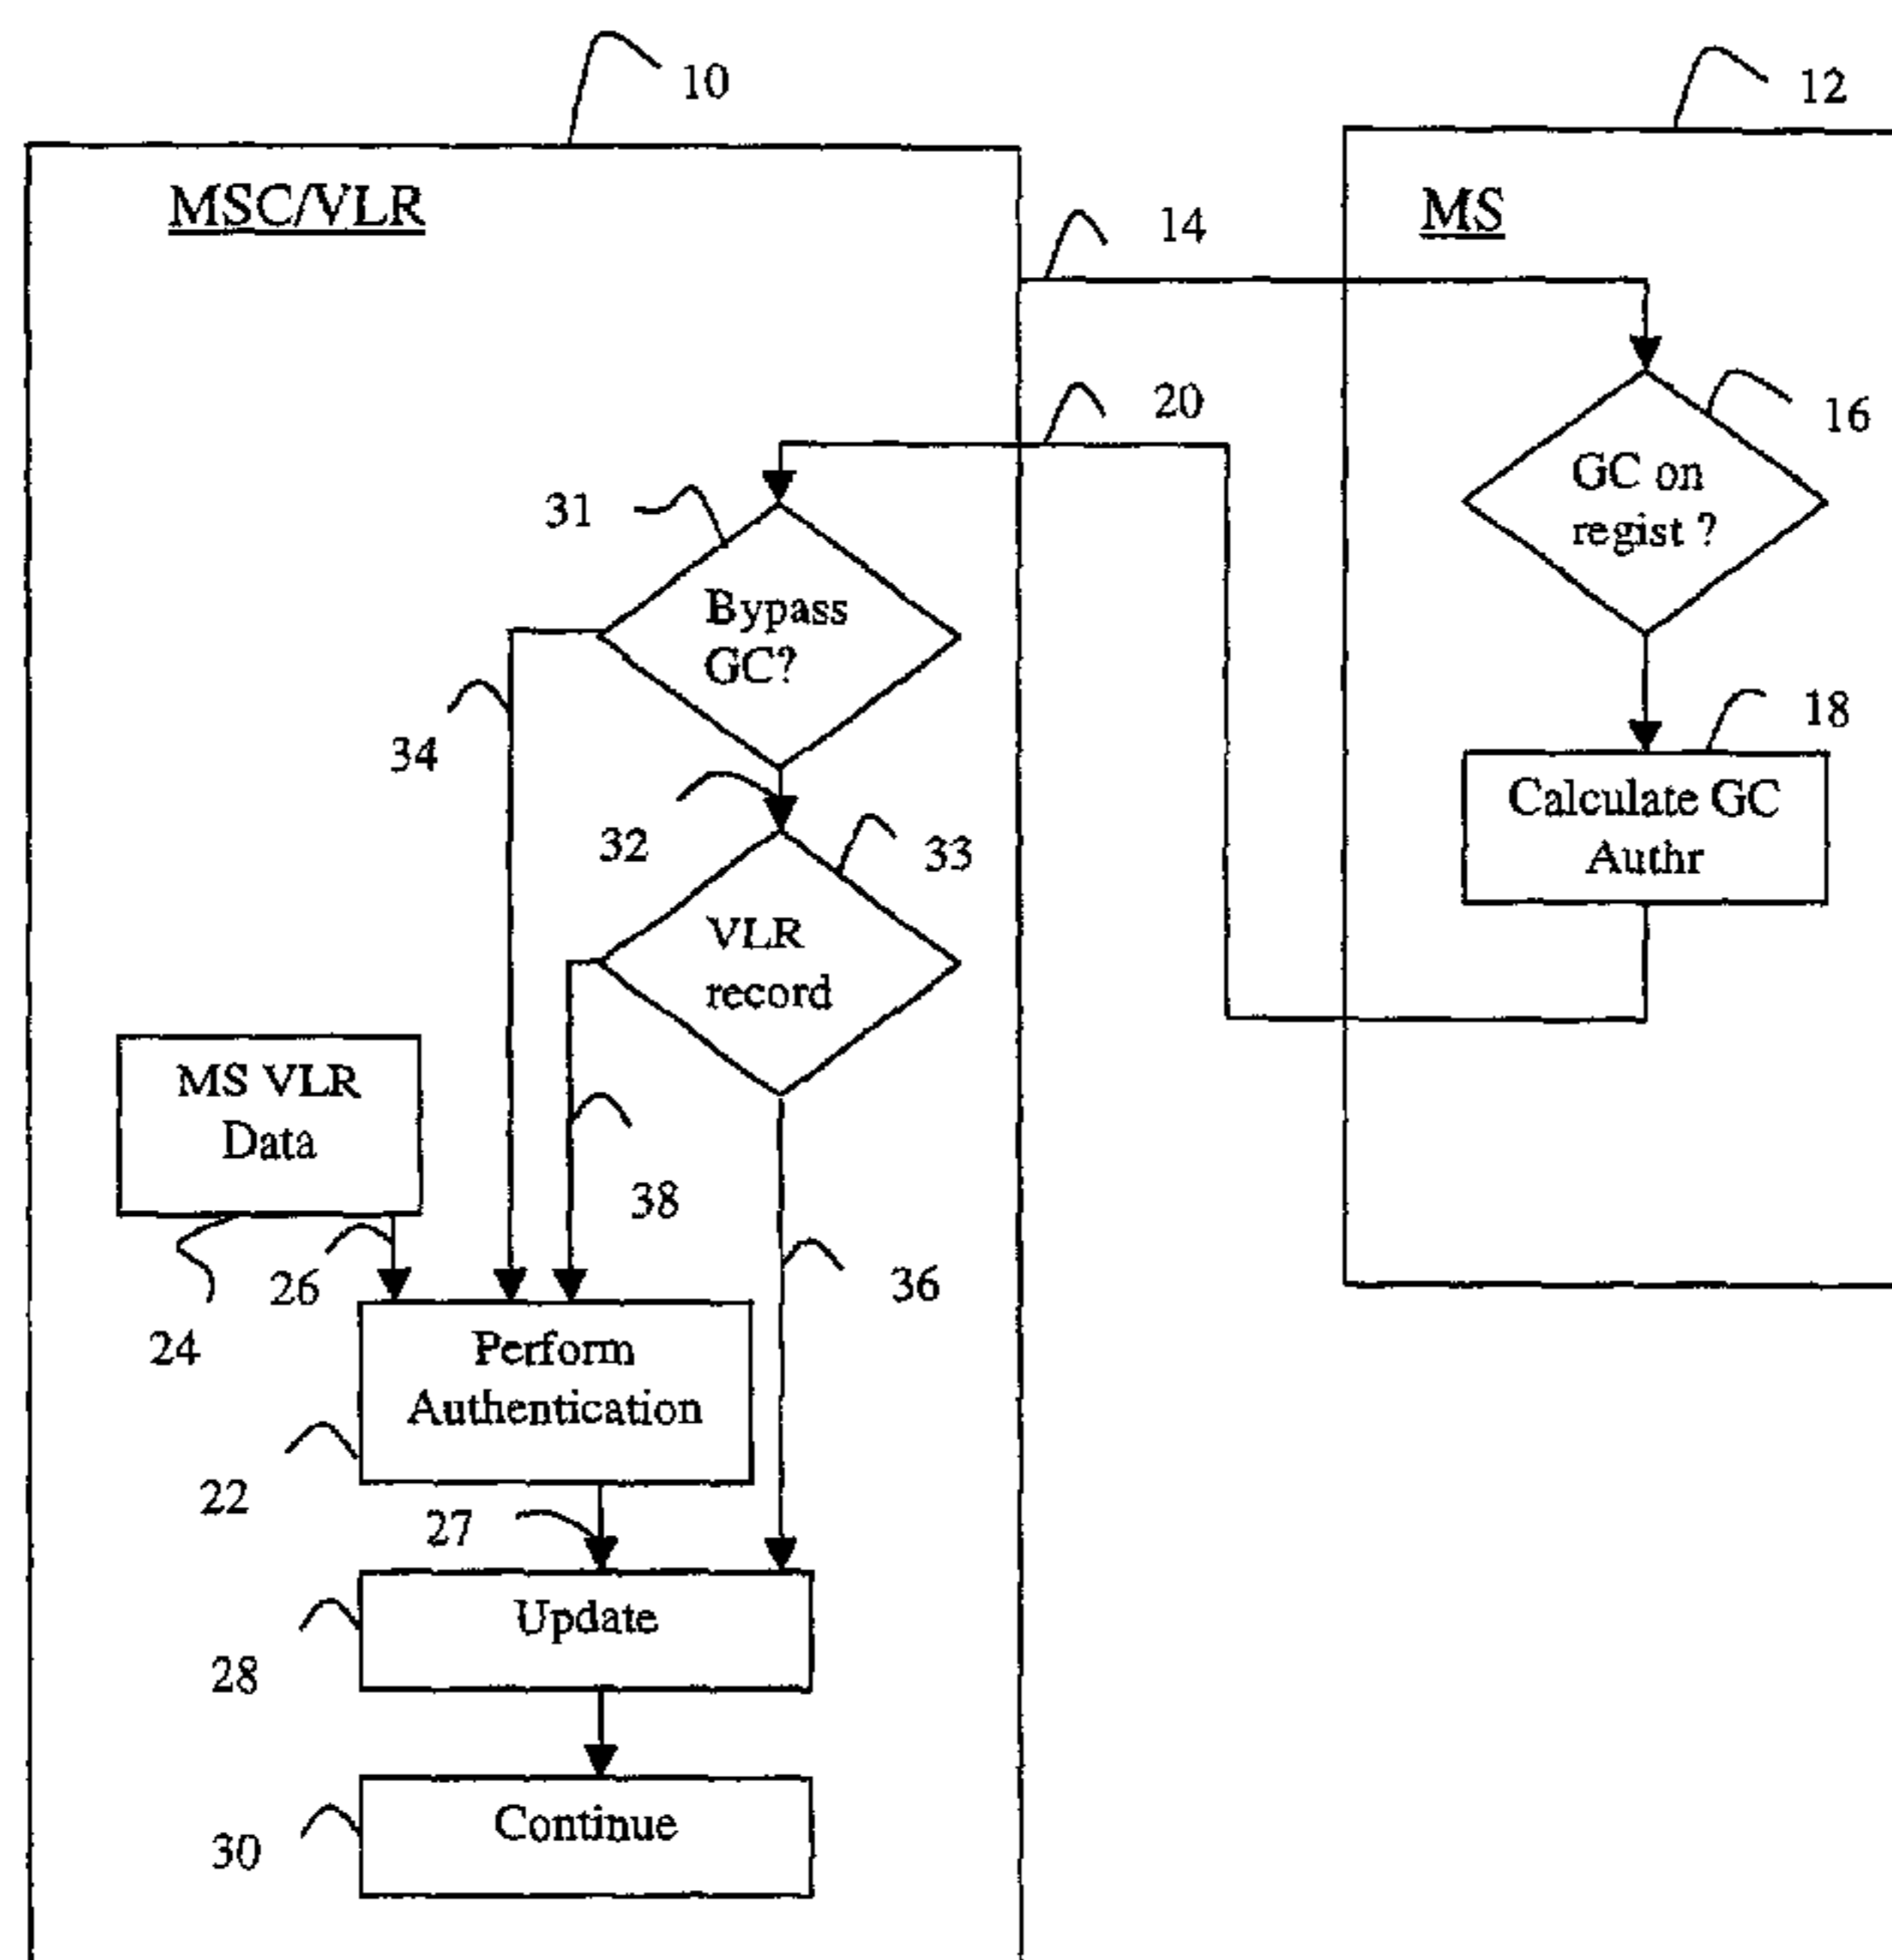 10
12
MSC/VLR
MS
14
20
16
GC on
regist ?
31
Bypass
GC?
34
18
Calculate GC
Authr
32
33
VLR
record
MS VLR
Data
38
26
36
24
Perform
Authentication
22
27
Update
28
Continue
30